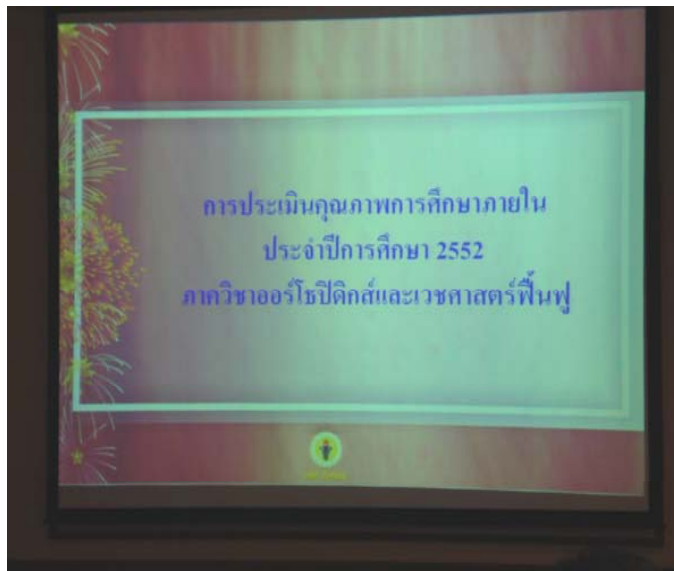 การประเมินคุณภาพการศึกษาภายใน
ประจำปีการศึกษา 2552
ภาควิชาออร์โธปิดิกส์และเวชศาสตร์ฟื้นฟู